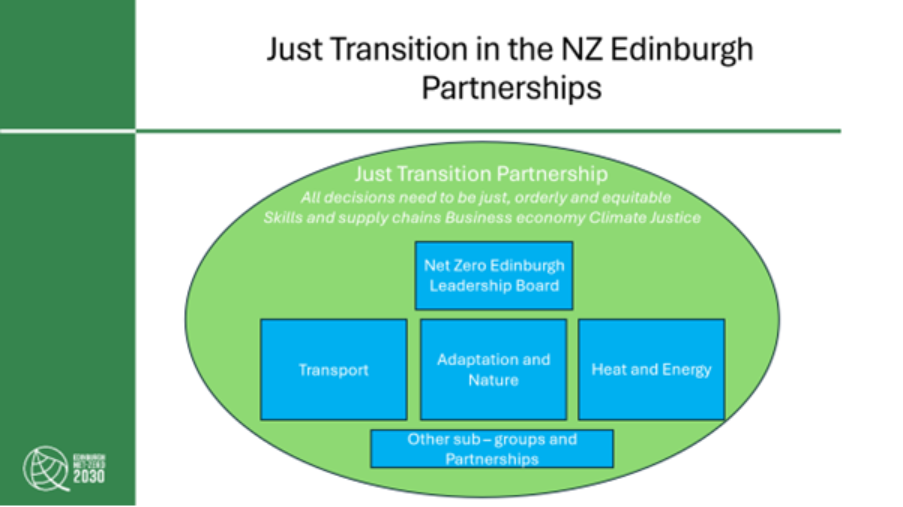 Just Transition in the NZ Edinburgh
Partnerships
Just Transition Partnership
All decisions need to be just, orderly and equitable
Skills and supply chains Business economy Climate Justice
Net Zero Edinburgh
Leadership Board
Transport
Adaptation and
Nature
Heat and Energy
Other sub – groups and
Partnerships
EDINBURGH
NET-ZERO
2030